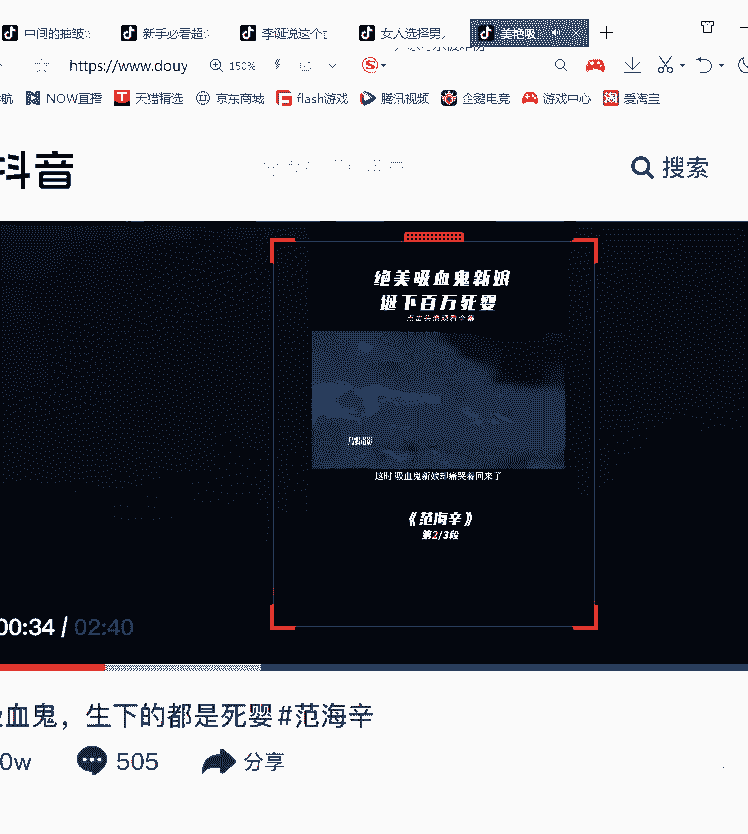 中间的抽皱
新手必看超
李诞说这个
女人选择男
美艳吸
https://www.douy
150%
航
NOW直播
天猫精选
京东商城
flash游戏
腾讯视频
企鹅电竞
游戏中心
爱淘宝
抖音
搜索
绝美吸血鬼新娘
诞下百万死婴
这时 吸血鬼新娘却痛哭着回来了
《范海辛》
第2/3段
00:34 / 02:40
吸血鬼，生下的都是死婴#范海辛
0w
505
分享